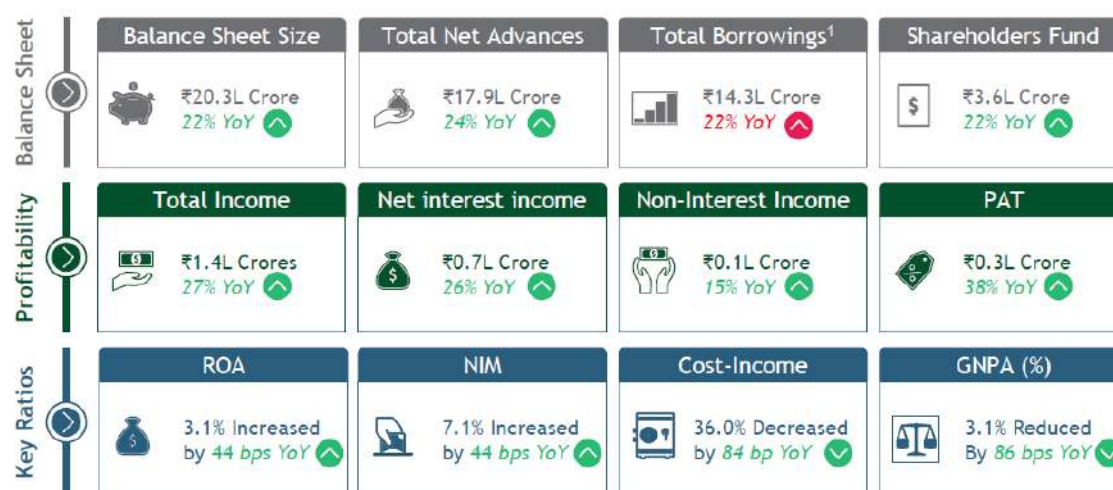 Balance Sheet
Balance Sheet Size
₹20.3L Crore
22% YoY
Total Net Advances
₹17.9L Crore
24% YoY
Total Borrowings¹
₹14.3L Crore
22% YoY
Shareholders Fund
$
₹3.6L Crore
22% YoY
Profitability
Total Income
$
₹1.4L Crores
27% YoY
Net interest income
$
₹0.7L Crore
26% YoY
Non-Interest Income
$
₹0.1L Crore
15% YoY
PAT
%
₹0.3L Crore
38% YoY
Key Ratios
ROA
$
3.1% Increased
by 44 bps YoY
NIM
7.1% Increased
by 44 bps YoY
Cost-Income
36.0% Decreased
by 84 bp YoY
GNPA (%)
3.1% Reduced
By 86 bps YoY